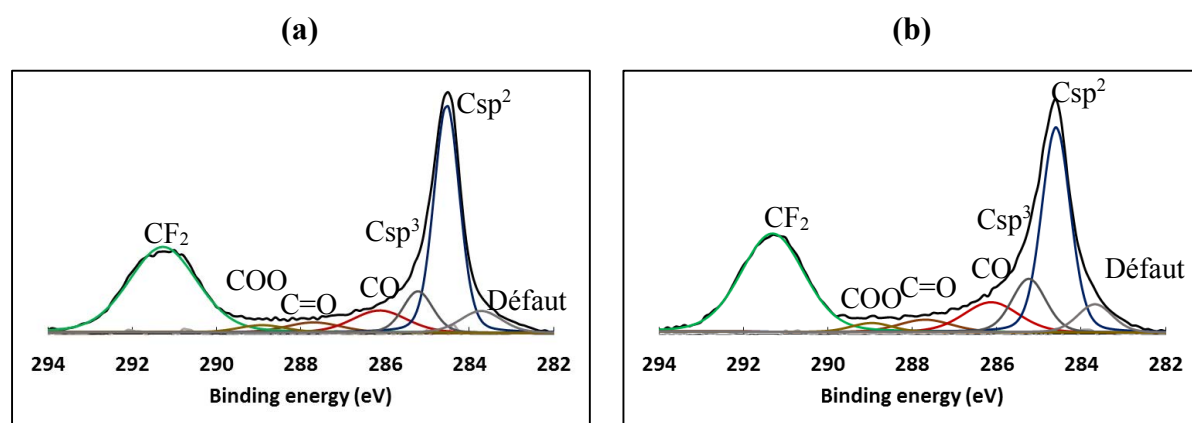 (a)
Csp²
Csp³
CF₂
COO
C=O
CO
Défaut
294 292 290 288 286 284 282
Binding energy (eV)
(b)
Csp²
Csp³
CF₂
COO
C=O
CO
Défaut
294 292 290 288 286 284 282
Binding energy (eV)